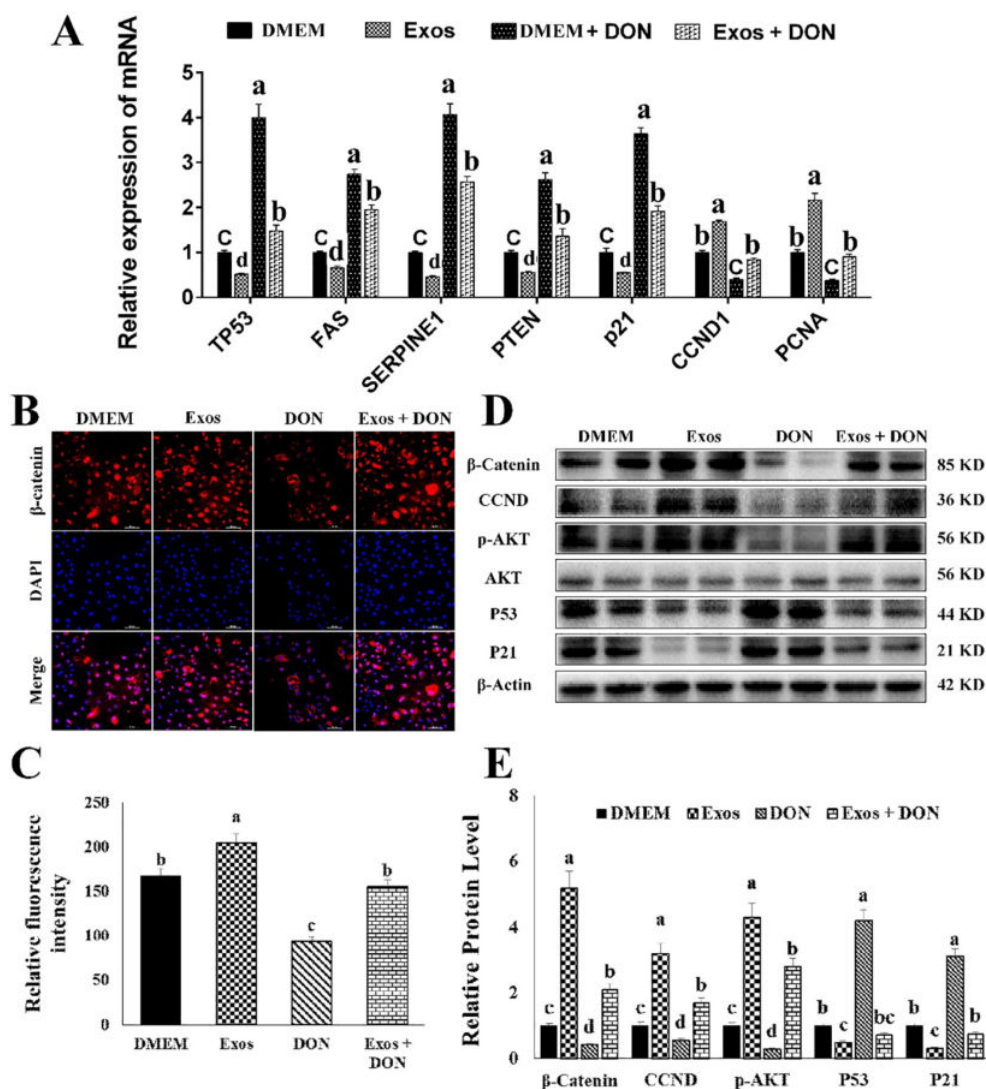 A
DMEM Exos DMEM + DON Exos + DON
Relative expression of mRNA
5
4
3
2
1
0
C d a b C d a b C d a b C d a b C d a b b a C b b a C b
TP53 FAS SERPINE1 PTEN p21 CCND1 PCNA
B
DMEM Exos DON Exos + DON
β-catenin
DAPI
Merge
D
DMEM Exos DON Exos + DON
β-Catenin 85 KD
CCND 36 KD
p-AKT 56 KD
AKT 56 KD
P53 44 KD
P21 21 KD
β-Actin 42 KD
C
Relative fluorescence
intensity
250
200
150
100
50
0
b a c b
DMEM Exos DON Exos +
DON
E
DMEM Exos DON Exos + DON
Relative Protein Level
8
6
4
2
0
c a d b c a d b c a d b b c a bc b c a b
β-Catenin CCND p-AKT P53 P21